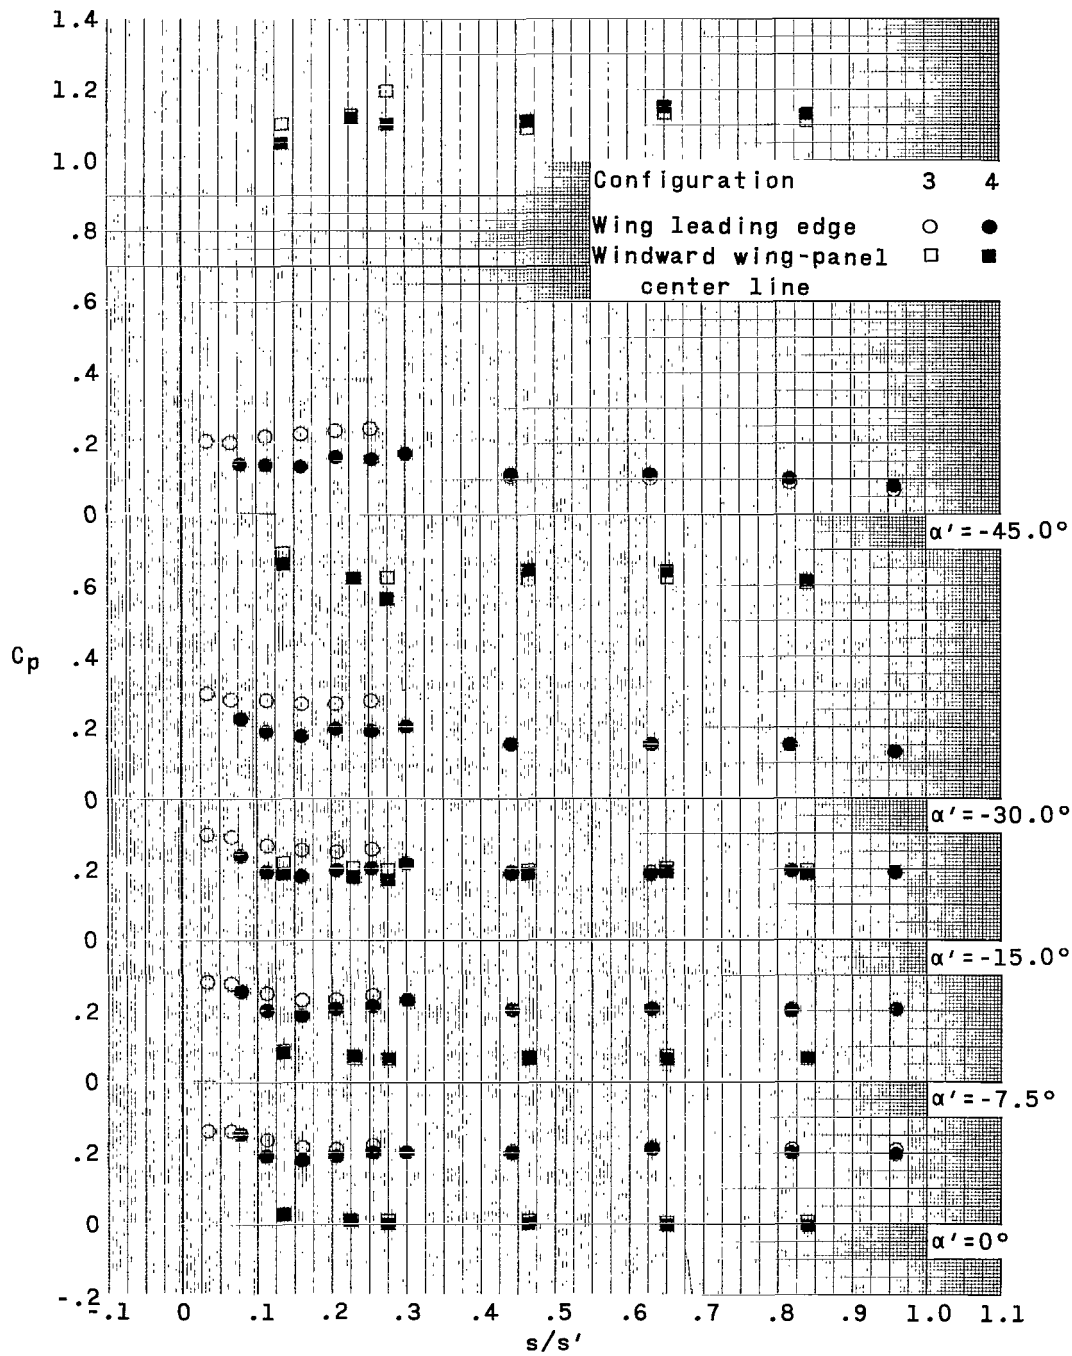 1.4
1.2
1.0
Configuration 3 4
.8
Wing leading edge
Windward wing-panel
center line
.6
.4
.2
0
α'=-45.0°
.6
Cp
.4
.2
0
α'=-30.0°
.2
0
α'=-15.0°
.2
0
α'=-7.5°
.2
0
α'=0°
-.2
-.1 0 .1 .2 .3 .4 .5 .6 .7 .8 .9 1.0 1.1
s/s'